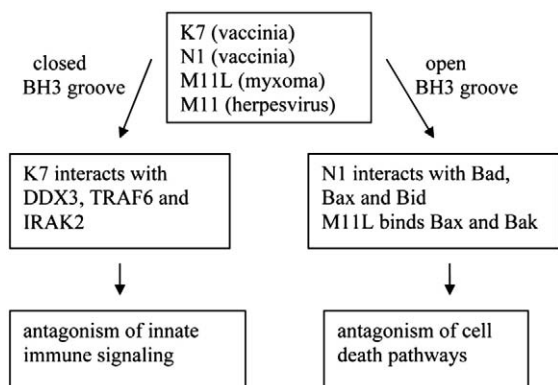 K7 (vaccinia)
N1 (vaccinia)
M11L (myxoma)
M11 (herpesvirus)
closed
BH3 groove
open
BH3 groove
K7 interacts with
DDX3, TRAF6 and
IRAK2
N1 interacts with Bad,
Bax and Bid
M11L binds Bax and Bak
antagonism of innate
immune signaling
antagonism of cell
death pathways